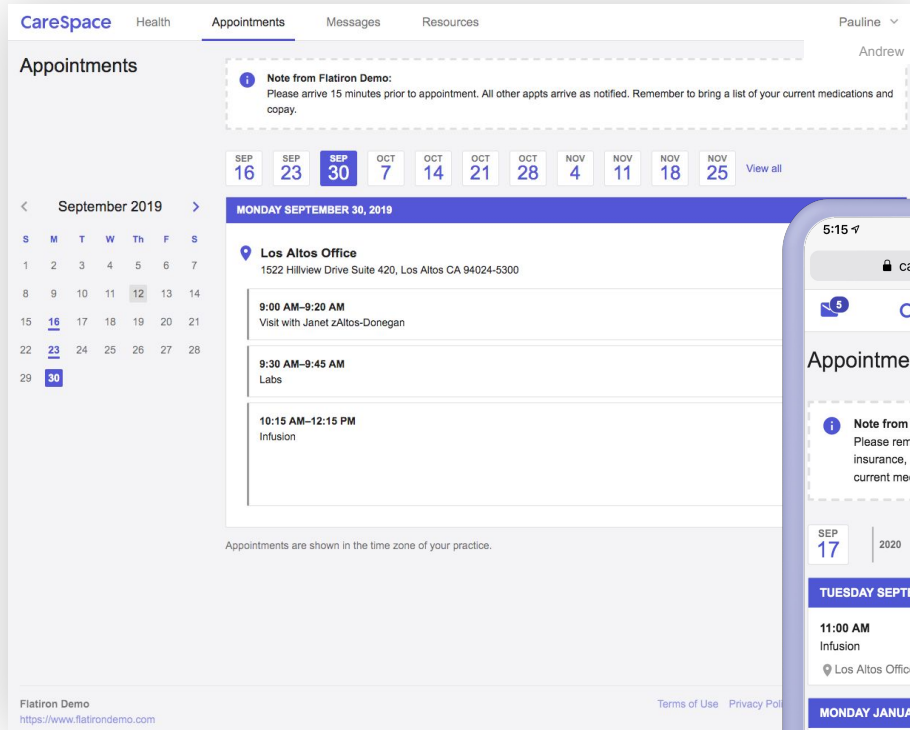 CareSpace Health Appointments Messages Resources Pauline
Andrew
Appointments
Note from Flatiron Demo:
Please arrive 15 minutes prior to appointment. All other appts arrive as notified. Remember to bring a list of your current medications and
copay.
SEP SEP SEP OCT OCT OCT OCT NOV NOV NOV NOV
16 23 30 7 14 21 28 4 11 18 25 View all
September 2019
S M T W Th F S
1 2 3 4 5 6 7
8 9 10 11 12 13 14
15 16 17 18 19 20 21
22 23 24 25 26 27 28
29 30
MONDAY SEPTEMBER 30, 2019
Los Altos Office
1522 Hillview Drive Suite 420, Los Altos CA 94024-5300
9:00 AM–9:20 AM
Visit with Janet zAltos-Donegan
9:30 AM–9:45 AM
Labs
10:15 AM–12:15 PM
Infusion
Appointments are shown in the time zone of your practice.
Flatiron Demo
https://www.flatirondemo.com
Terms of Use Privacy Poli
5:15
ca
5
Appointme
Note from
Please rem
insurance,
current me
SEP
17 2020
TUESDAY SEPTE
11:00 AM
Infusion
Los Altos Office
MONDAY JANUA